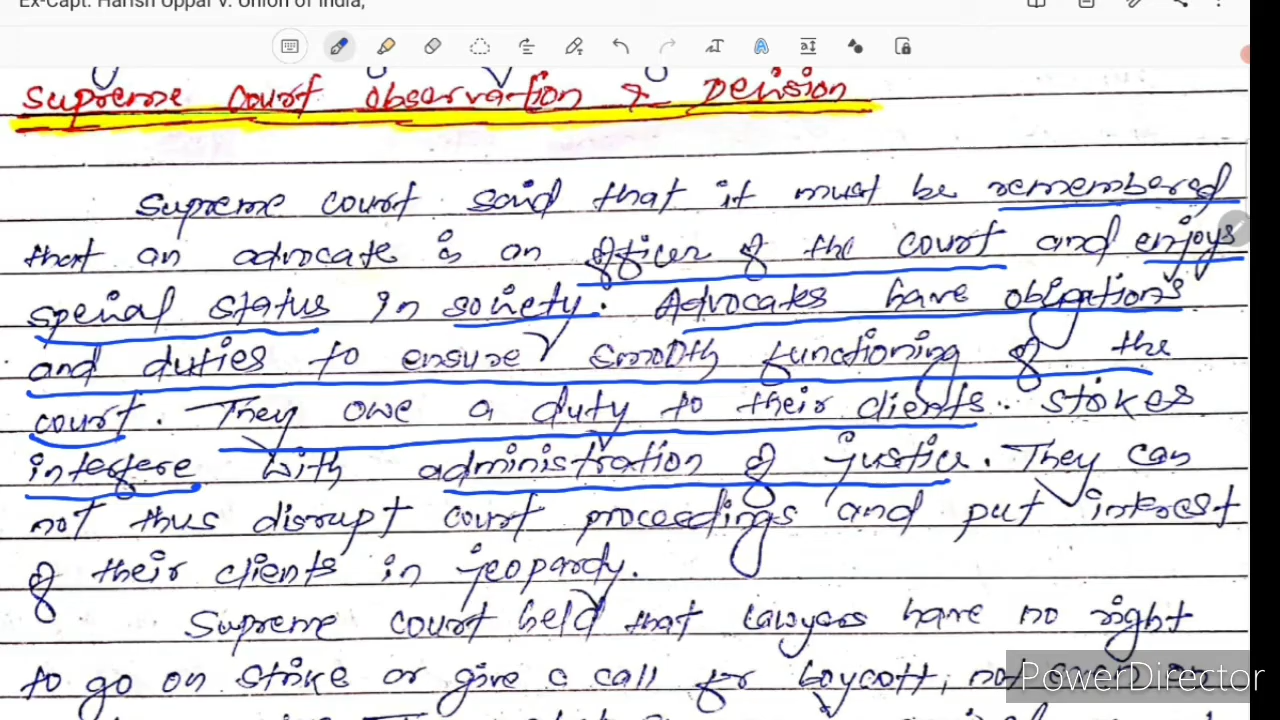 Ex-Capt. Harish Uppal v. Union of India,
Supreme Court observation & Decision
Supreme Court said that it must be remembered
that an advocate is an officer of the court and enjoys
special status in society. Advocates have obligations
and duties to ensure smooth functioning of the
court. They owe a duty to their clients. Strikes
interfere with administration of justice. They can
not thus disrupt court proceedings and put interest
of their clients in jeopardy.
Supreme Court held that lawyers have no right
to go on strike or give a call for boycott, not even
PowerDirector